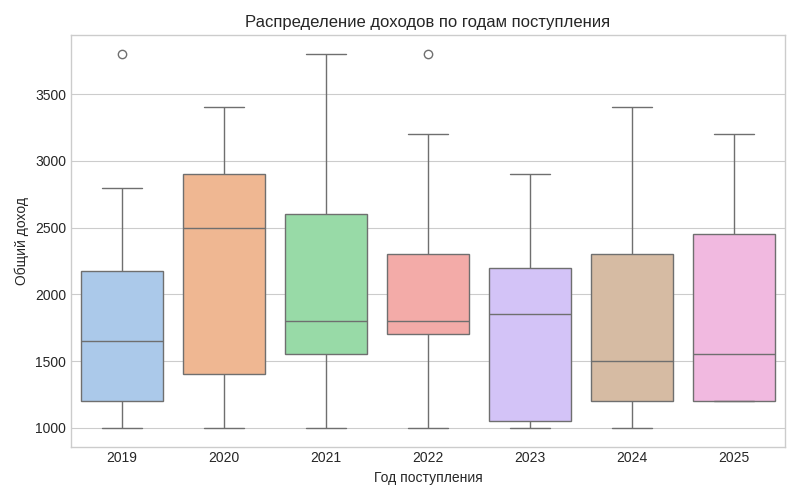 Распределение доходов по годам поступления
Общий доход
3500
3000
2500
2000
1500
1000
2019 2020 2021 2022 2023 2024 2025
Год поступления